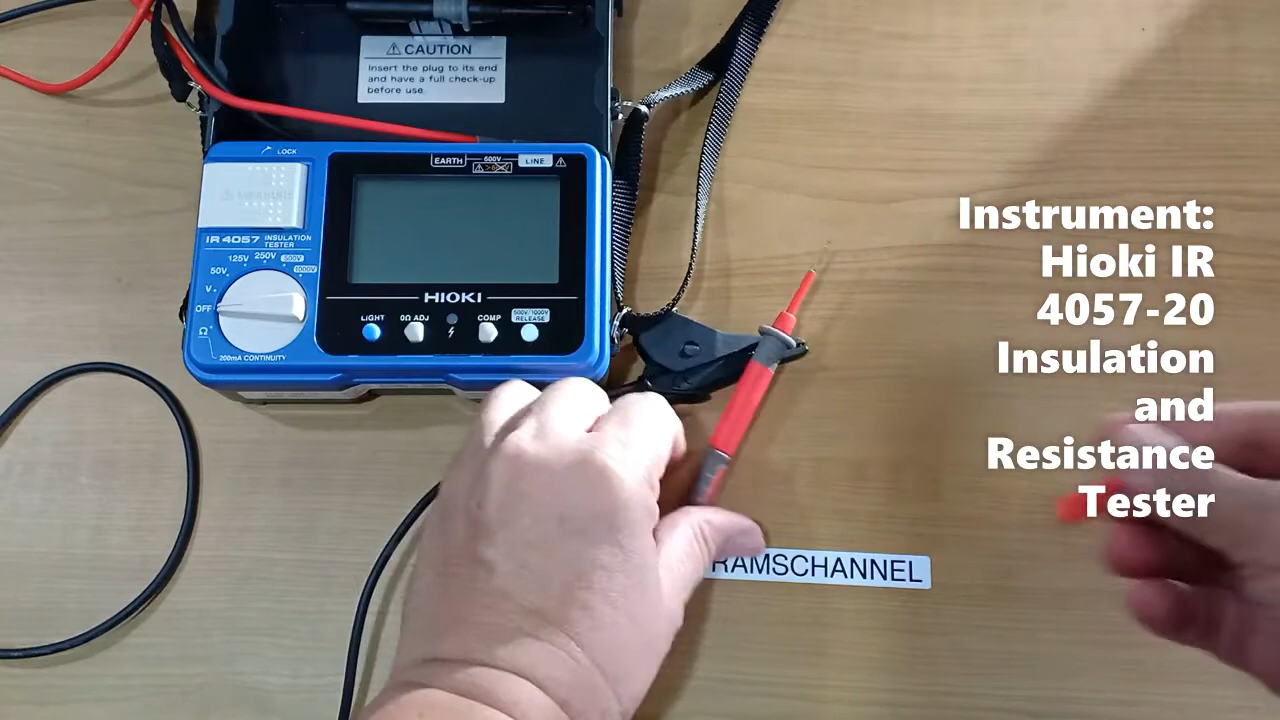 CAUTION
Insert the plug to its end
and have a full check-up
before use.
LOCK
EARTH 600V LINE
MEASURE
IR4057 INSULATION
TESTER
125V 250V 500V
50V 1000V
V
OFF
Ω
200mA CONTINUITY
HIOKI
LIGHT 0Ω ADJ COMP 500V/1000V
RELEASE
Instrument:
Hioki IR
4057-20
Insulation
and
Resistance
Tester
RAMSCHANNEL